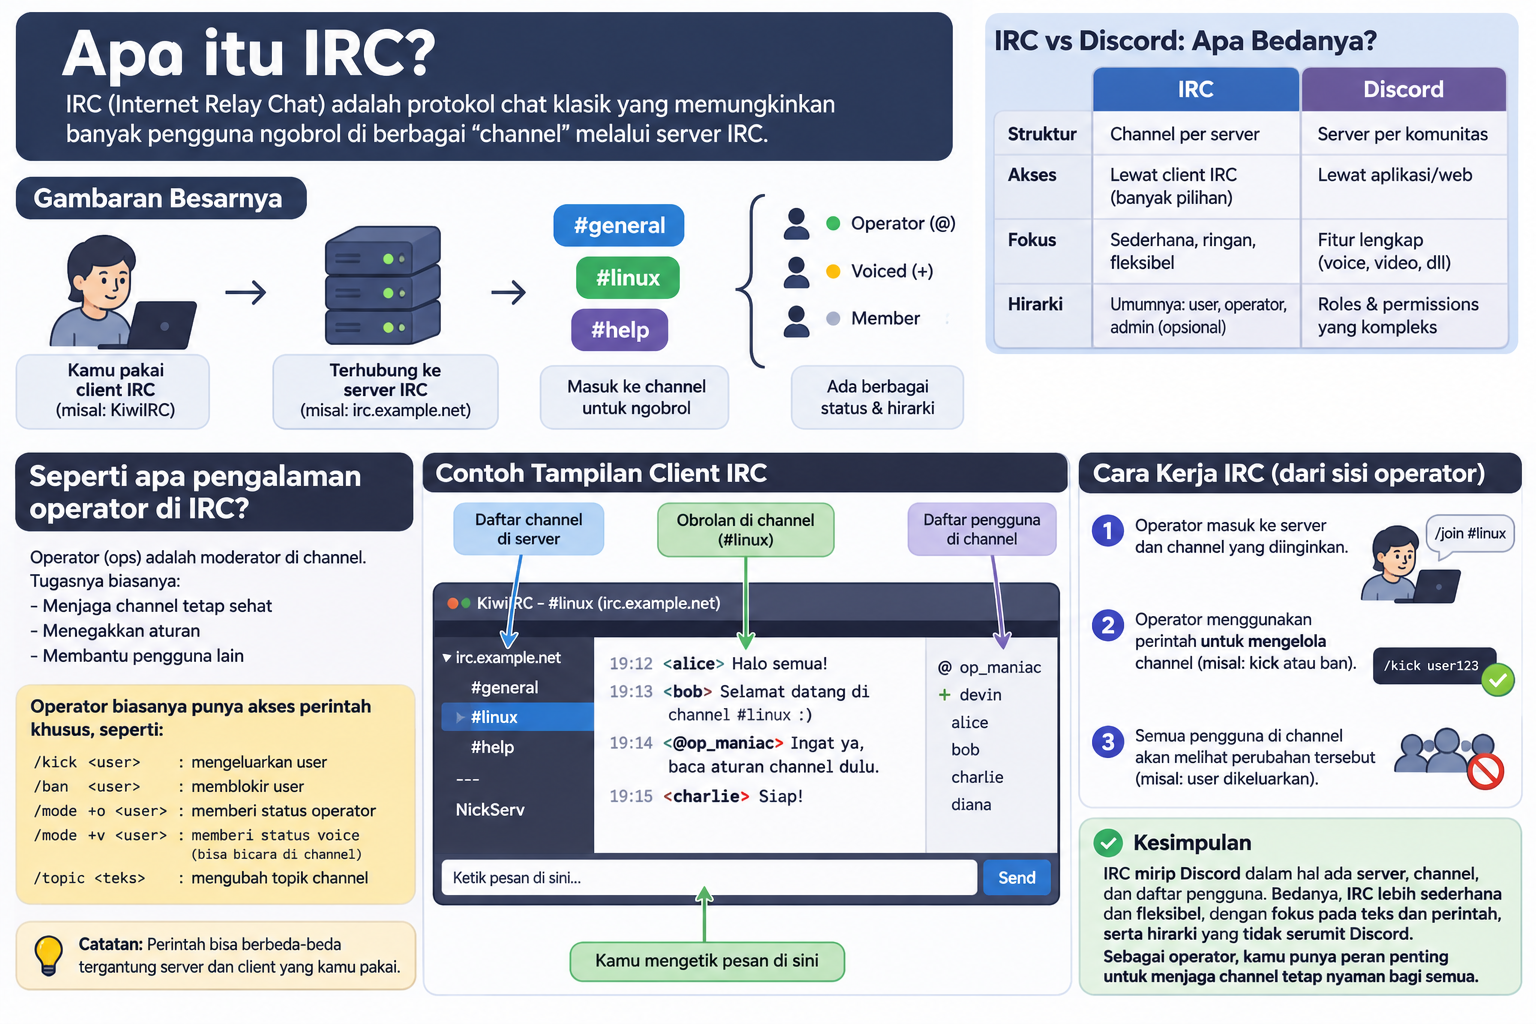 Apa itu IRC?
IRC (Internet Relay Chat) adalah protokol chat klasik yang memungkinkan
banyak pengguna ngobrol di berbagai “channel” melalui server IRC.
Gambaran Besarnya
Kamu pakai
client IRC
(misal: KiwiIRC)
Terhubung ke
server IRC
(misal: irc.example.net)
#general
#linux
#help
Masuk ke channel
untuk ngobrol
Operator (@)
Voiced (+)
Member
Ada berbagai
status & hirarki
IRC vs Discord: Apa Bedanya?
IRC Discord
Struktur Channel per server Server per komunitas
Akses Lewat client IRC Lewat aplikasi/web
(banyak pilihan)
Fokus Sederhana, ringan, Fitur lengkap
fleksibel (voice, video, dll)
Hirarki Umumnya: user, operator, Roles & permissions
admin (opsional) yang kompleks
Seperti apa pengalaman
operator di IRC?
Operator (ops) adalah moderator di channel.
Tugasnya biasanya:
- Menjaga channel tetap sehat
- Menegakkan aturan
- Membantu pengguna lain
Operator biasanya punya akses perintah
khusus, seperti:
/kick <user> : mengeluarkan user
/ban <user> : memblokir user
/mode +o <user> : memberi status operator
/mode +v <user> : memberi status voice
(bisa bicara di channel)
/topic <teks> : mengubah topik channel
Catatan: Perintah bisa berbeda-beda
tergantung server dan client yang kamu pakai.
Contoh Tampilan Client IRC
Daftar channel
di server
Obrolan di channel
(#linux)
Daftar pengguna
di channel
KiwiIRC - #linux (irc.example.net)
irc.example.net
#general
#linux
#help
---
NickServ
19:12 <alice> Halo semua!
19:13 <bob> Selamat datang di
channel #linux :)
19:14 <@op_maniac> Ingat ya,
baca aturan channel dulu.
19:15 <charlie> Siap!
@ op_maniac
+ devin
alice
bob
charlie
diana
Ketik pesan di sini...
Send
Kamu mengetik pesan di sini
Cara Kerja IRC (dari sisi operator)
1 Operator masuk ke server
dan channel yang diinginkan.
/join #linux
2 Operator menggunakan
perintah untuk mengelola
channel (misal: kick atau ban).
/kick user123
3 Semua pengguna di channel
akan melihat perubahan tersebut
(misal: user dikeluarkan).
Kesimpulan
IRC mirip Discord dalam hal ada server, channel,
dan daftar pengguna. Bedanya, IRC lebih sederhana
dan fleksibel, dengan fokus pada teks dan perintah,
serta hirarki yang tidak serumit Discord.
Sebagai operator, kamu punya peran penting
untuk menjaga channel tetap nyaman bagi semua.